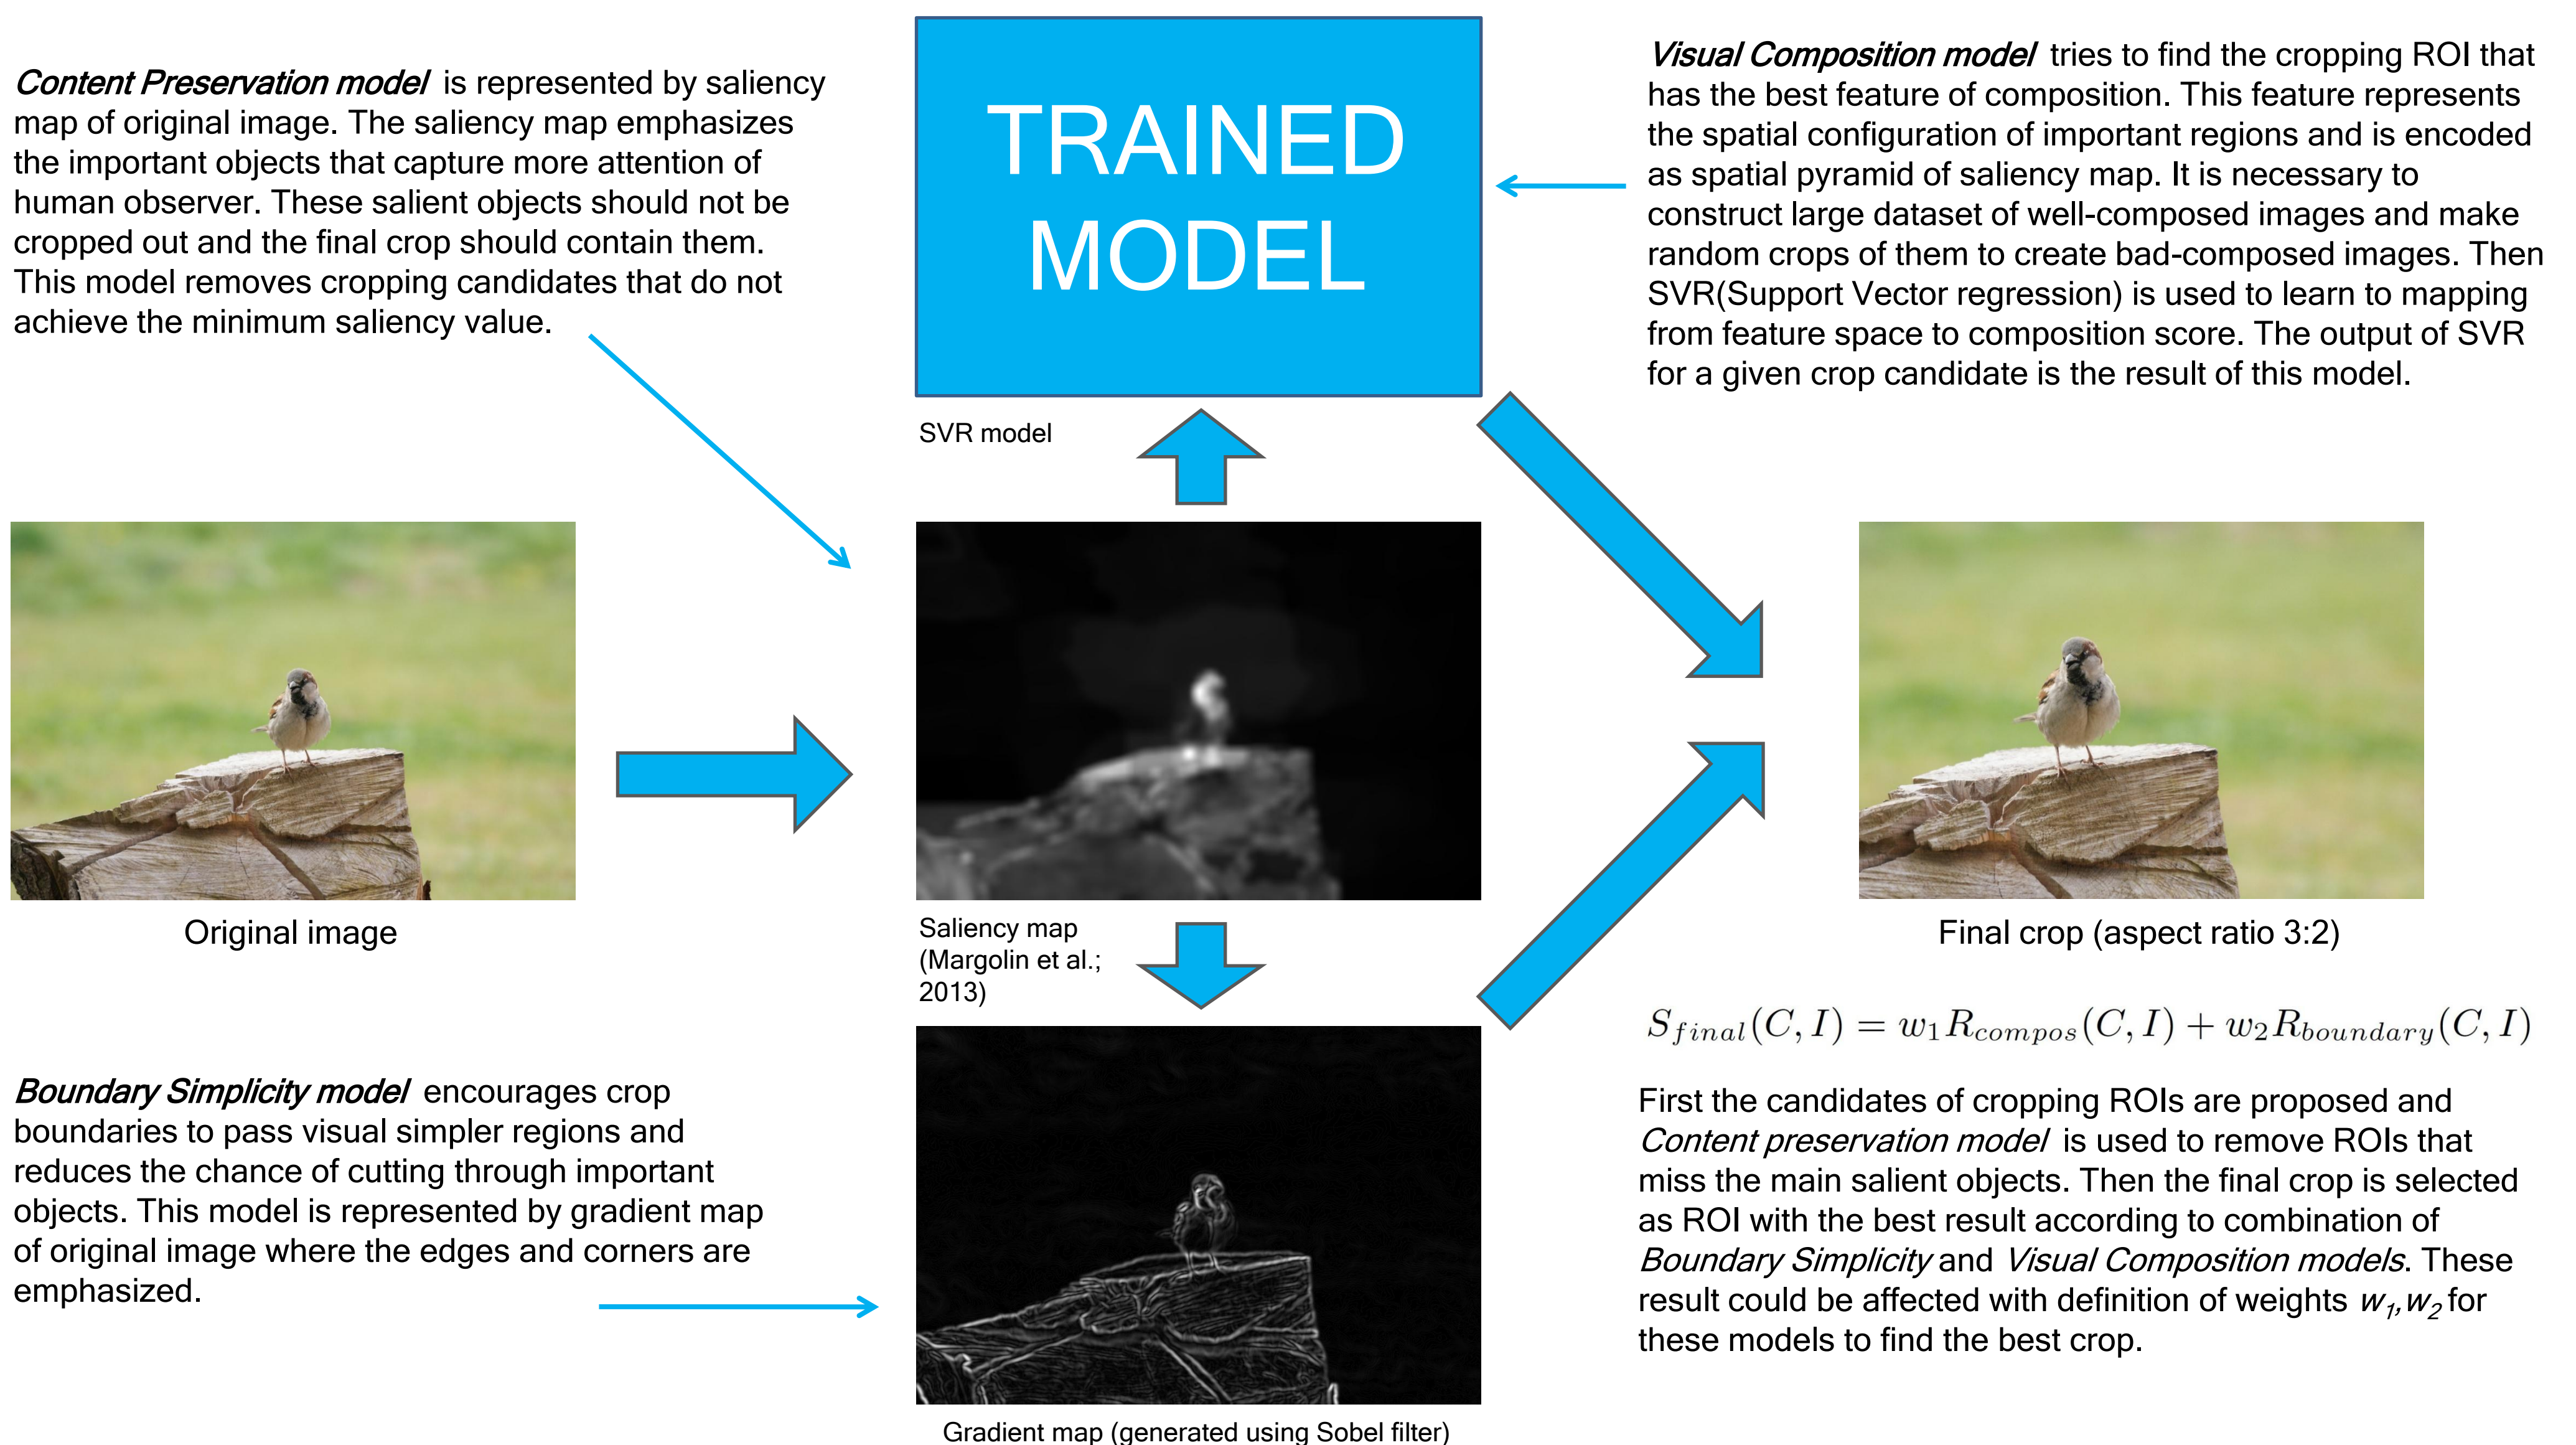 Content Preservation model is represented by saliency
map of original image. The saliency map emphasizes
the important objects that capture more attention of
human observer. These salient objects should not be
cropped out and the final crop should contain them.
This model removes cropping candidates that do not
achieve the minimum saliency value.
TRAINED
MODEL
SVR model
Visual Composition model tries to find the cropping ROI that
has the best feature of composition. This feature represents
the spatial configuration of important regions and is encoded
as spatial pyramid of saliency map. It is necessary to
construct large dataset of well-composed images and make
random crops of them to create bad-composed images. Then
SVR(Support Vector regression) is used to learn to mapping
from feature space to composition score. The output of SVR
for a given crop candidate is the result of this model.
Original image
Saliency map
(Margolin et al.;
2013)
Final crop (aspect ratio 3:2)
S_{final}(C, I) = w_1 R_{compos}(C, I) + w_2 R_{boundary}(C, I)
Boundary Simplicity model encourages crop
boundaries to pass visual simpler regions and
reduces the chance of cutting through important
objects. This model is represented by gradient map
of original image where the edges and corners are
emphasized.
Gradient map (generated using Sobel filter)
First the candidates of cropping ROIs are proposed and
Content preservation model is used to remove ROIs that
miss the main salient objects. Then the final crop is selected
as ROI with the best result according to combination of
Boundary Simplicity and Visual Composition models. These
result could be affected with definition of weights w_1,w_2 for
these models to find the best crop.